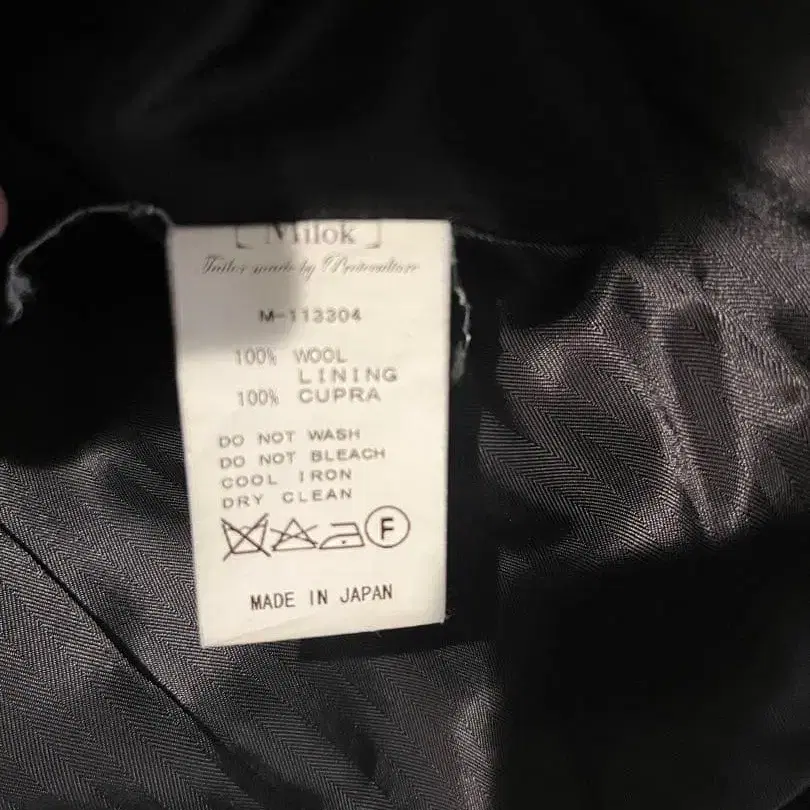 [ Milok ]
Tailor made by Proteculture
M-113304
100% WOOL
LINING
100% CUPRA
DO NOT WASH
DO NOT BLEACH
COOL IRON
DRY CLEAN
F
MADE IN JAPAN